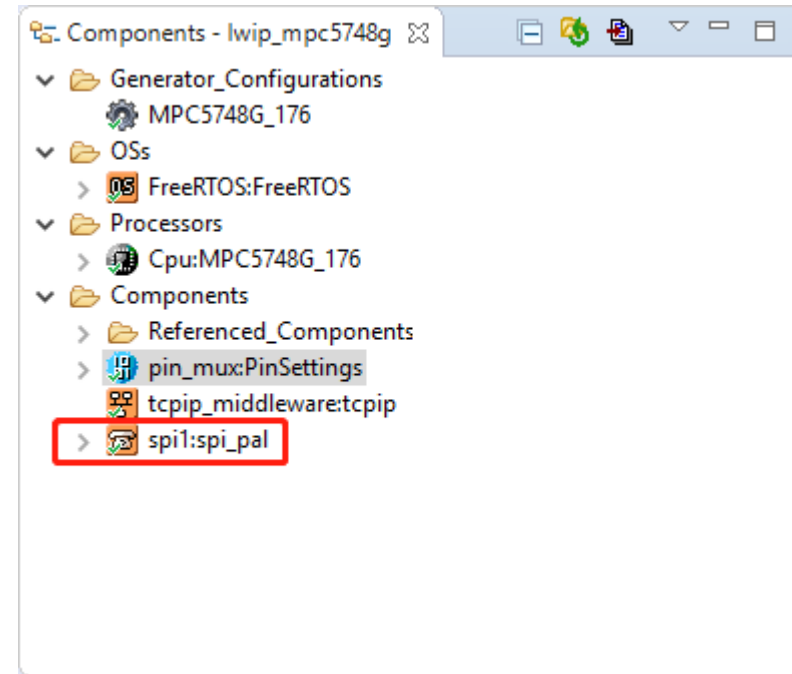 Components - lwip_mpc5748g
Generator_Configurations
MPC5748G_176
OSs
FreeRTOS:FreeRTOS
Processors
Cpu:MPC5748G_176
Components
Referenced_Components
pin_mux:PinSettings
tcpip_middleware:tcpip
spi1:spi_pal